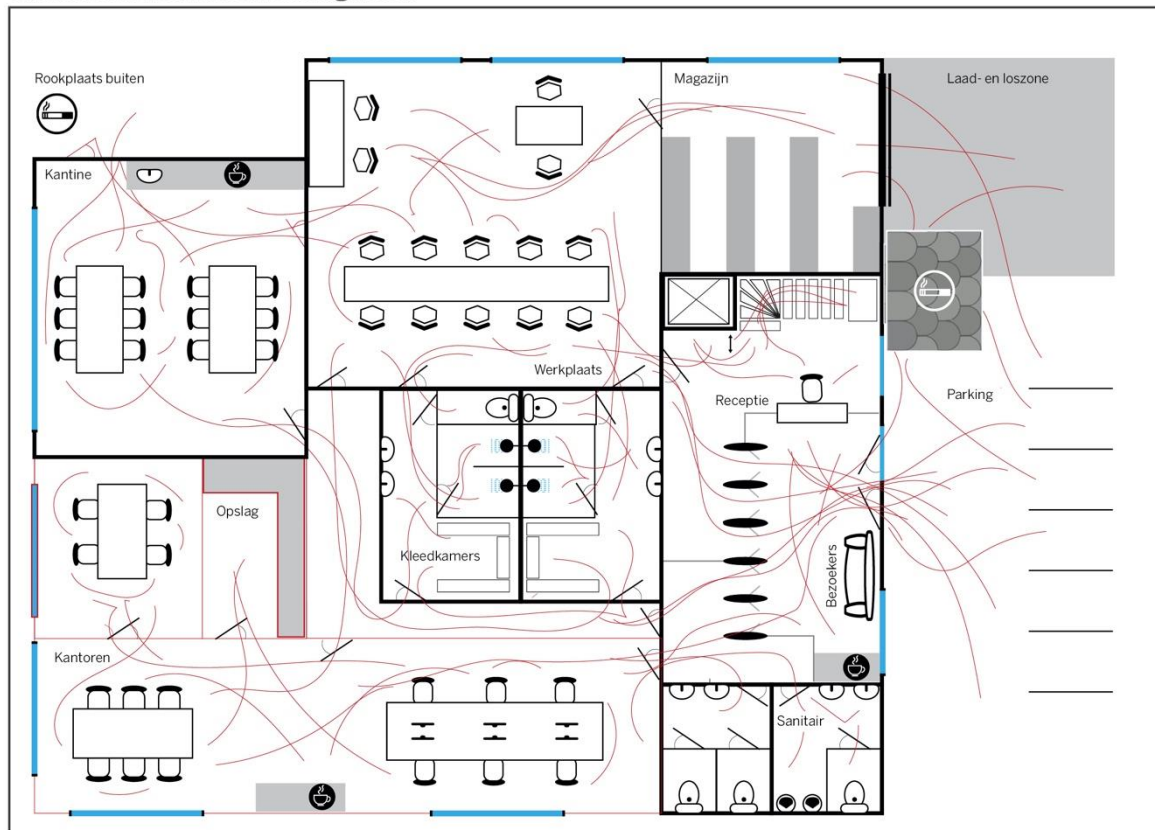 Rookplaats buiten
Magazijn
Laad- en loszone
Kantine
Werkplaats
Receptie
Parking
Opslag
Kleedkamers
Bezoekers
Kantoren
Sanitair